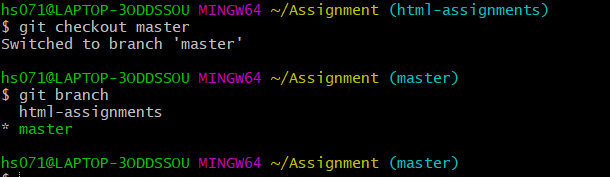 hs071@LAPTOP-3ODDSSOU MINGW64 ~/Assignment (html-assignments)
$ git checkout master
Switched to branch 'master'
hs071@LAPTOP-3ODDSSOU MINGW64 ~/Assignment (master)
$ git branch
  html-assignments
* master
hs071@LAPTOP-3ODDSSOU MINGW64 ~/Assignment (master)
$